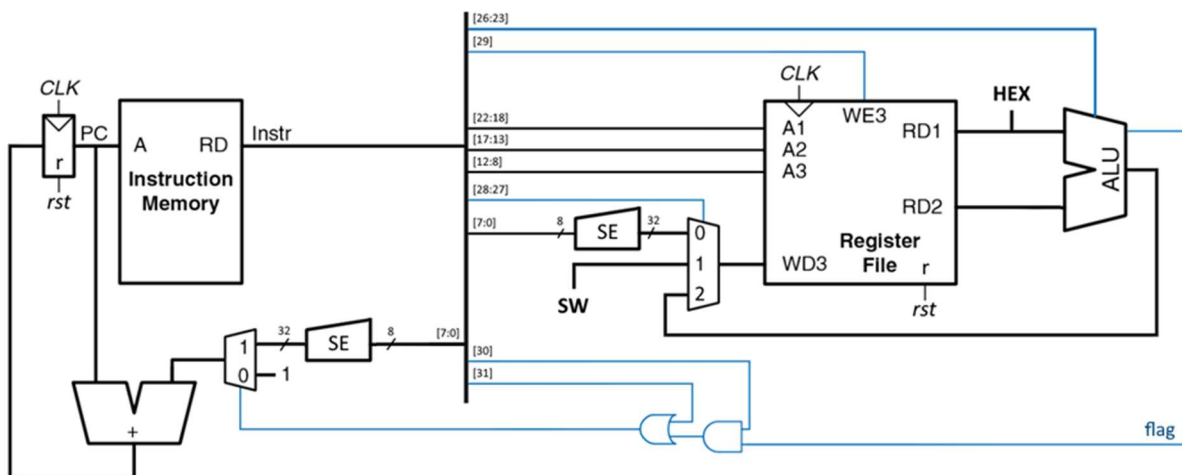 [26:23]
[29]
CLK
PC
A RD
Instr
Instruction
Memory
r
rst
[22:18]
[17:13]
[12:8]
[28:27]
[7:0]
8
SE
32
0
1
2
SW
CLK
WE3
A1
A2
A3
RD1
RD2
WD3
Register
File
r
rst
HEX
ALU
[7:0]
8
SE
32
1
0
1
+
[30]
[31]
flag